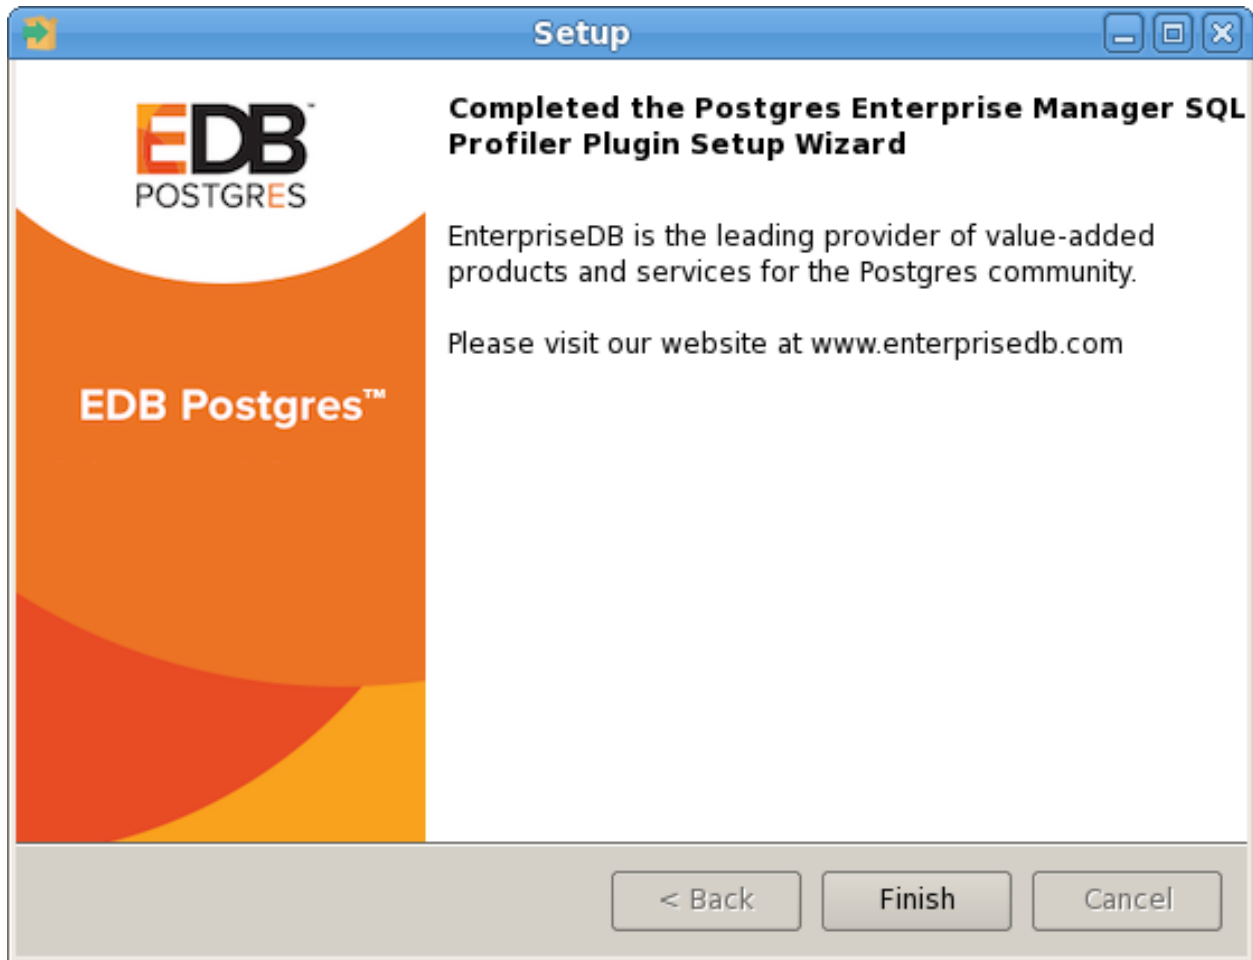 Setup
EDB™
POSTGRES
EDB Postgres™
Completed the Postgres Enterprise Manager SQL
Profiler Plugin Setup Wizard
EnterpriseDB is the leading provider of value-added
products and services for the Postgres community.
Please visit our website at www.enterprisedb.com
< Back
Finish
Cancel